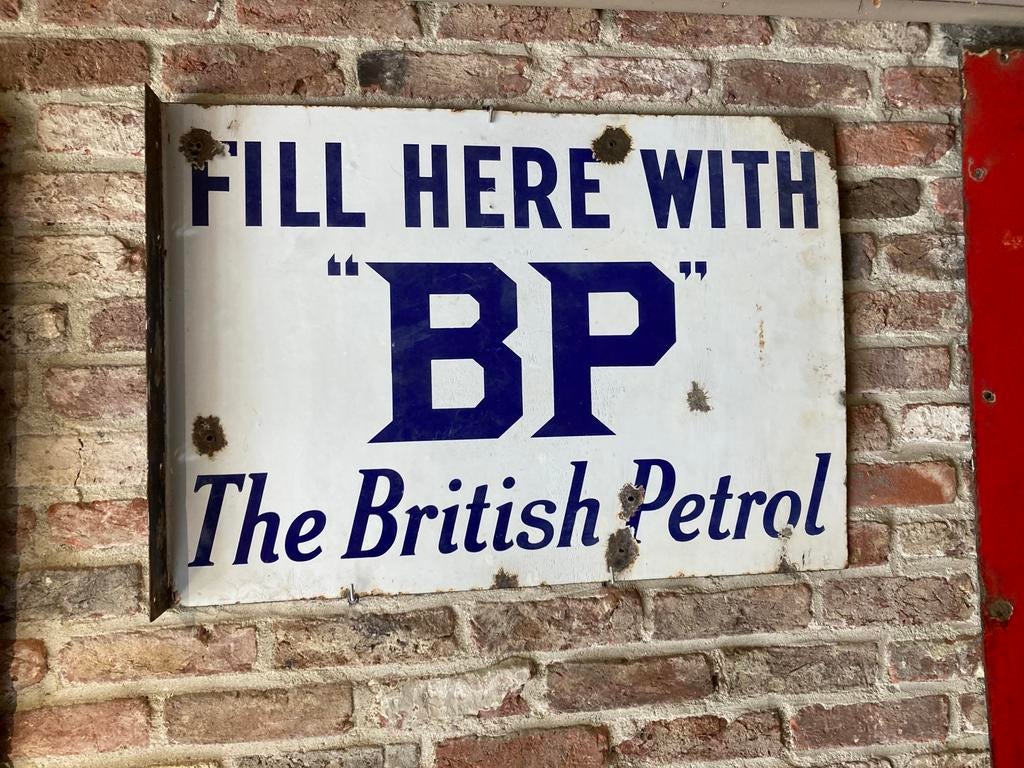 FILL HERE WITH
“BP”
The British Petrol